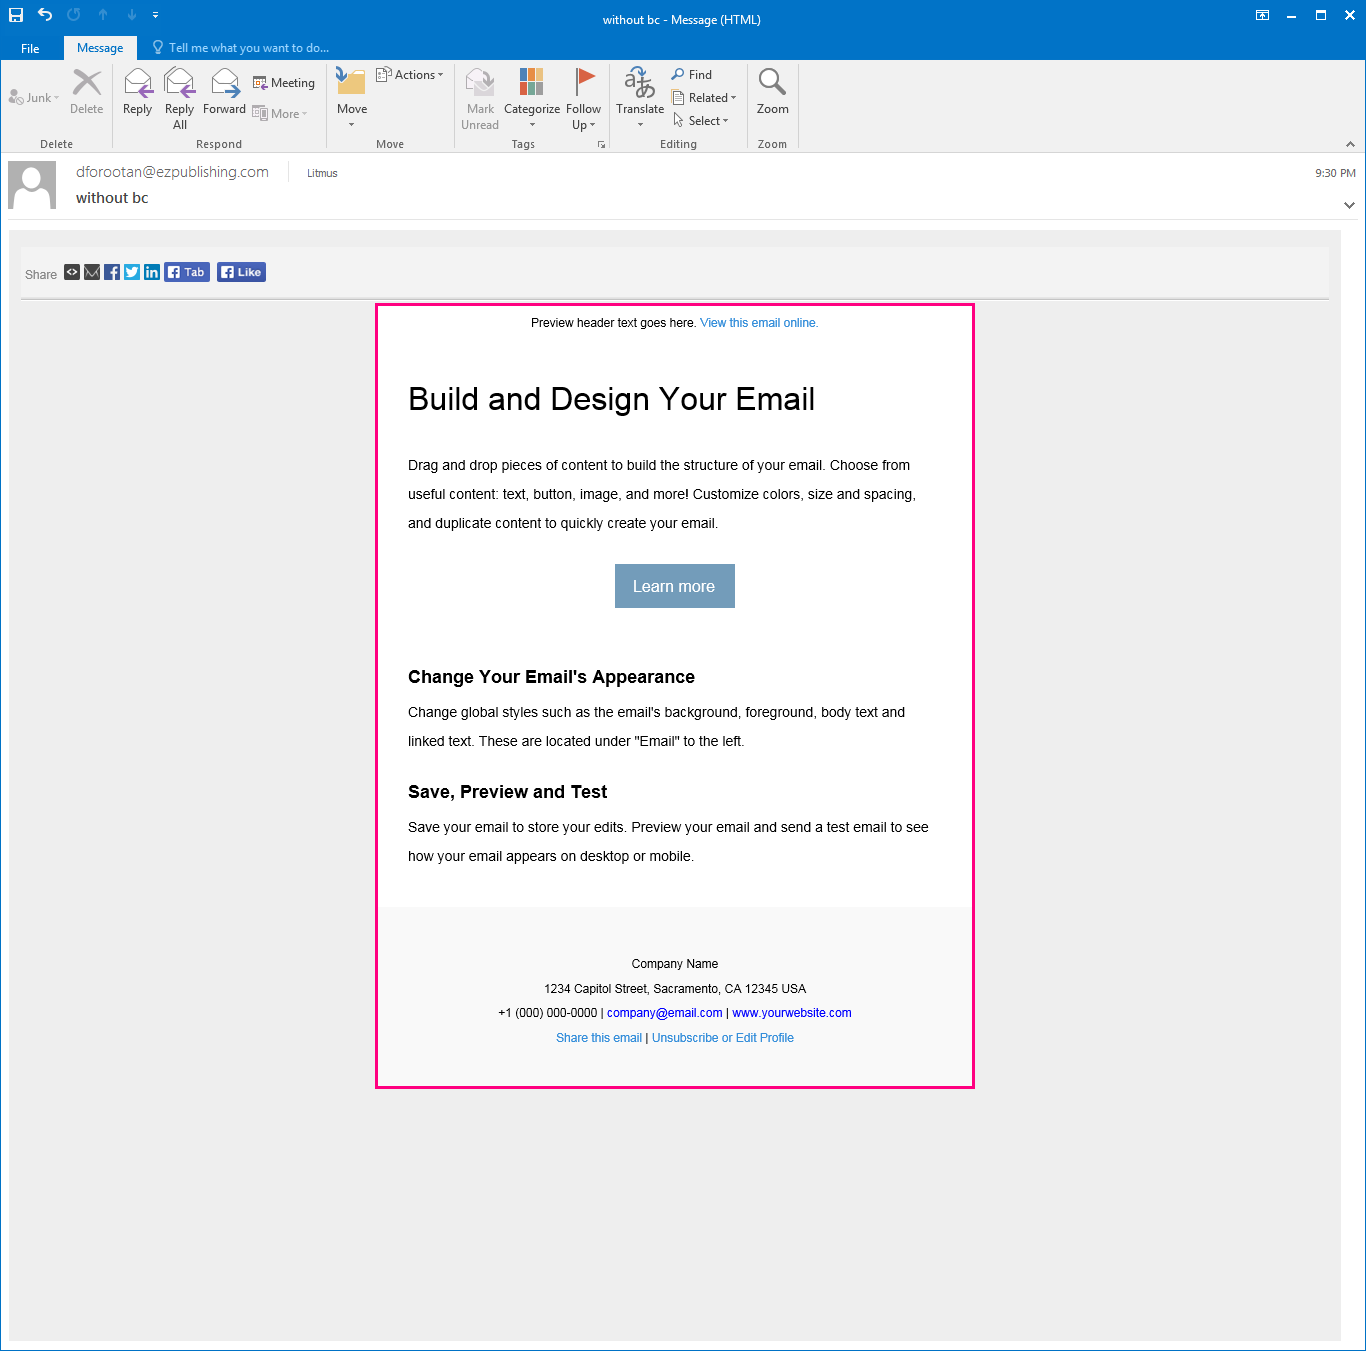 without bc - Message (HTML)
File
Message
Tell me what you want to do...
Junk
Delete
Reply
Reply All
Forward
Meeting
More
Move
Actions
Mark Unread
Categorize
Follow Up
Translate
Find
Related
Select
Zoom
Delete
Respond
Move
Tags
Editing
Zoom
dforootan@ezpublishing.com
Litmus
9:30 PM
without bc
Share
Tab
Like
Preview header text goes here. View this email online.
Build and Design Your Email
Drag and drop pieces of content to build the structure of your email. Choose from
useful content: text, button, image, and more! Customize colors, size and spacing,
and duplicate content to quickly create your email.
Learn more
Change Your Email's Appearance
Change global styles such as the email's background, foreground, body text and
linked text. These are located under "Email" to the left.
Save, Preview and Test
Save your email to store your edits. Preview your email and send a test email to see
how your email appears on desktop or mobile.
Company Name
1234 Capitol Street, Sacramento, CA 12345 USA
+1 (000) 000-0000 | company@email.com | www.yourwebsite.com
Share this email | Unsubscribe or Edit Profile